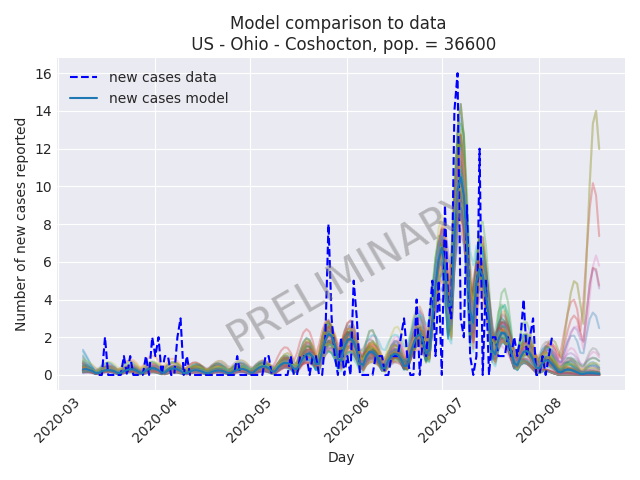 Model comparison to data
US - Ohio - Coshocton, pop. = 36600
new cases data
new cases model
Number of new cases reported
16
14
12
10
8
6
4
2
0
PRELIMINARY
2020-03
2020-04
2020-05
2020-06
2020-07
2020-08
Day